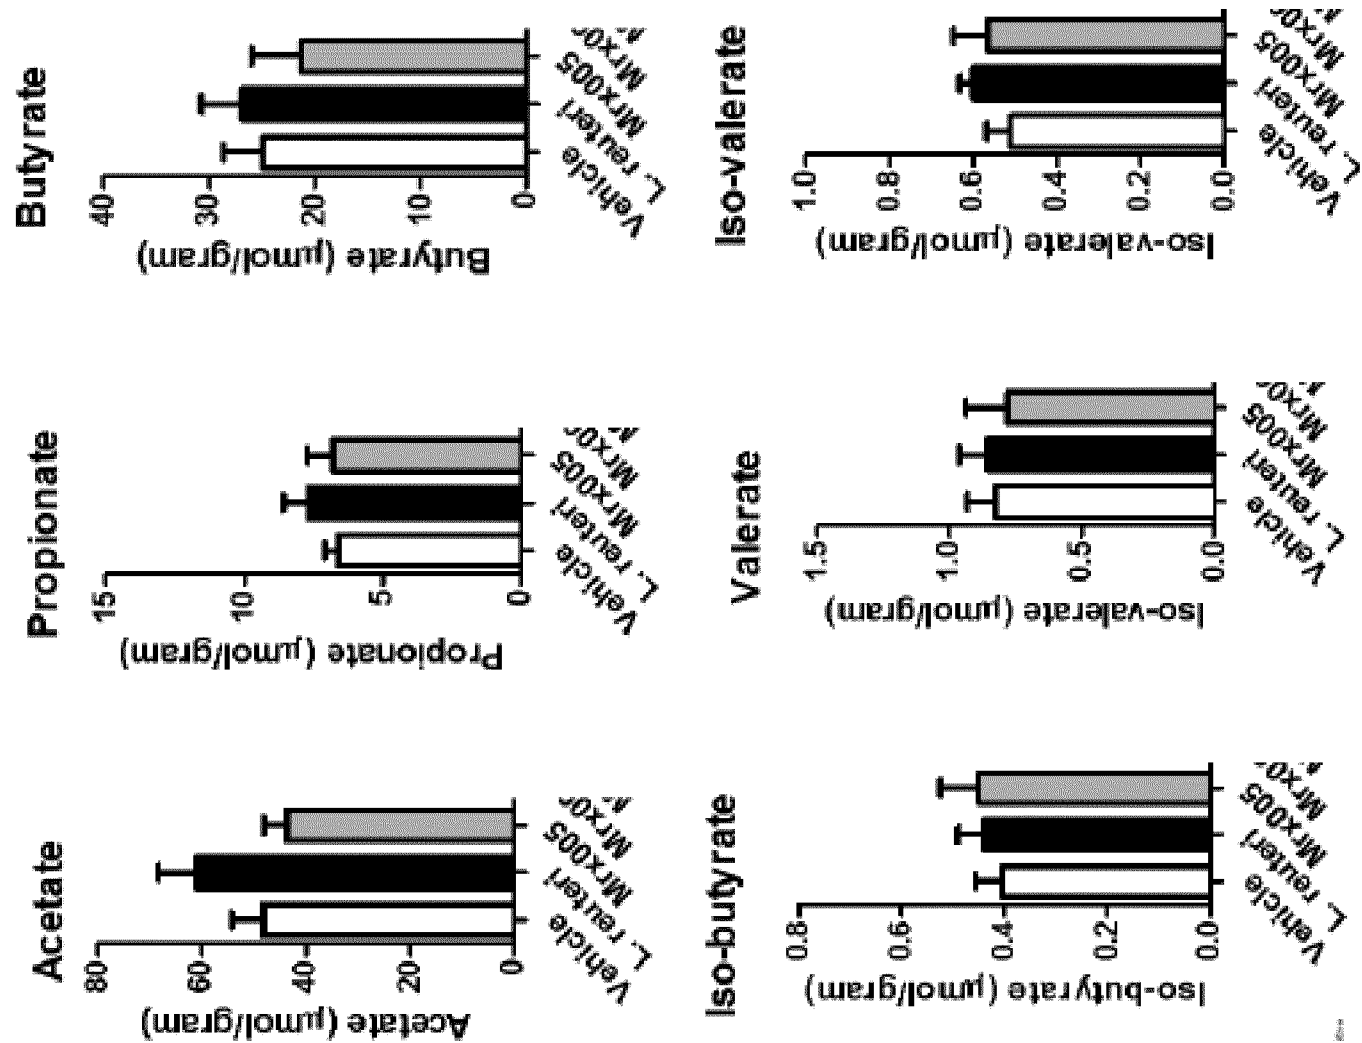 Acetate
Acetate (µmol/gram)
80
60
40
20
0
Vehicle
L. reuteri
Mrx005
Propionate
Propionate (µmol/gram)
15
10
5
0
Vehicle
L. reuteri
Mrx005
Butyrate
Butyrate (µmol/gram)
40
30
20
10
0
Vehicle
L. reuteri
Mrx005
Iso-butyrate
Iso-butyrate (µmol/gram)
0.8
0.6
0.4
0.2
0.0
Vehicle
L. reuteri
Mrx005
Valerate
Iso-valerate (µmol/gram)
1.5
1.0
0.5
0.0
Vehicle
L. reuteri
Mrx005
Iso-valerate
Iso-valerate (µmol/gram)
1.0
0.8
0.6
0.4
0.2
0.0
Vehicle
L. reuteri
Mrx005